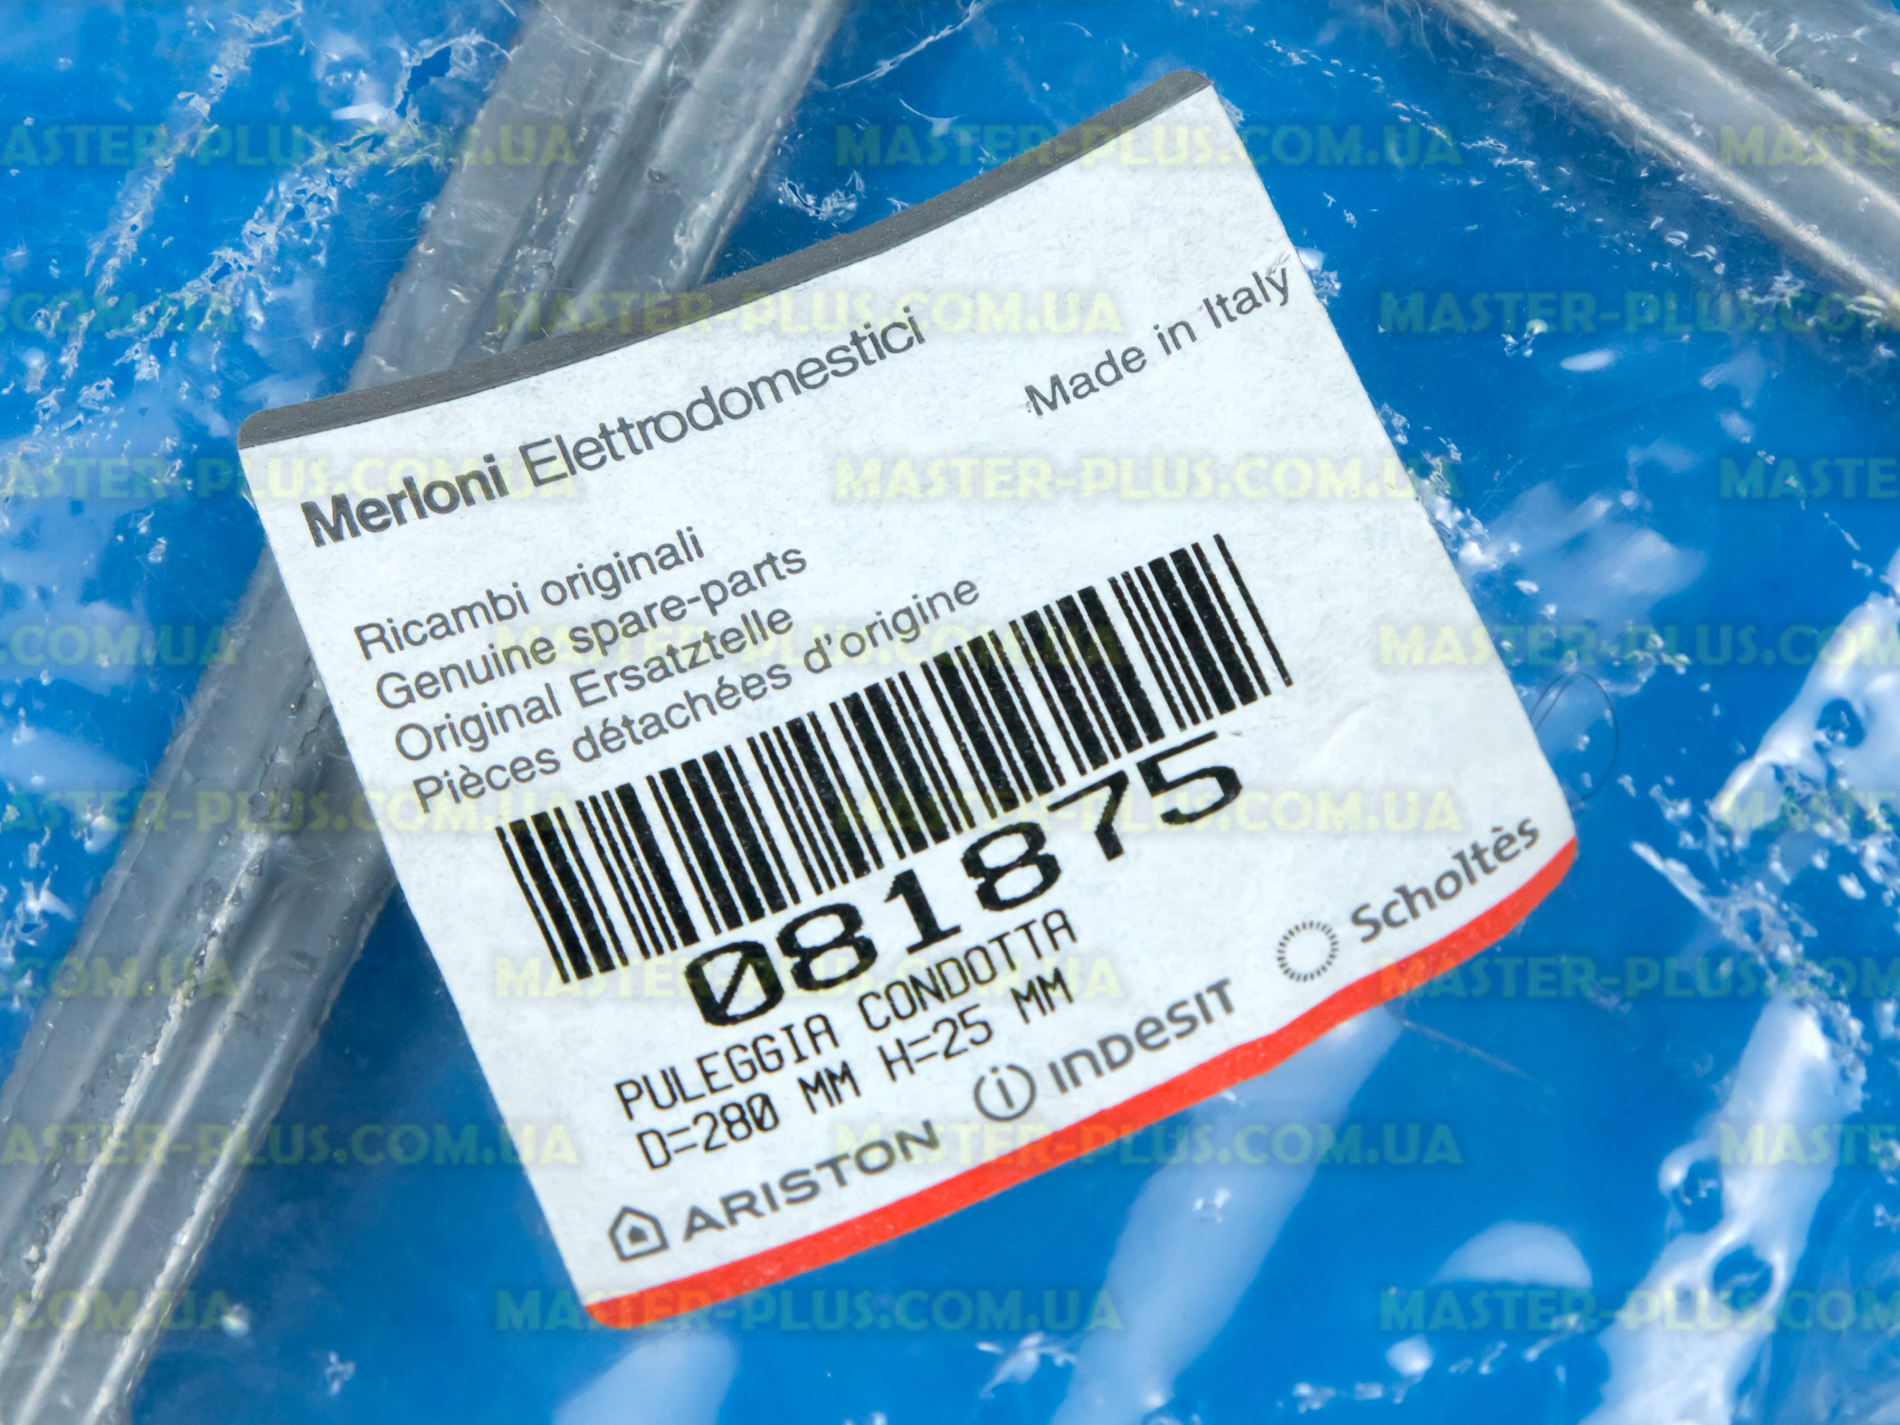 Merloni Elettrodomestici
Made in Italy
Ricambi originali
Genuine spare-parts
Original Ersatztelle
Pièces détachées d'origine
081875
PULEGGIA CONDOTTA
D=280 MM H=25 MM
ARISTON INDESIT Scholtès
MASTER-PLUS.COM.UA